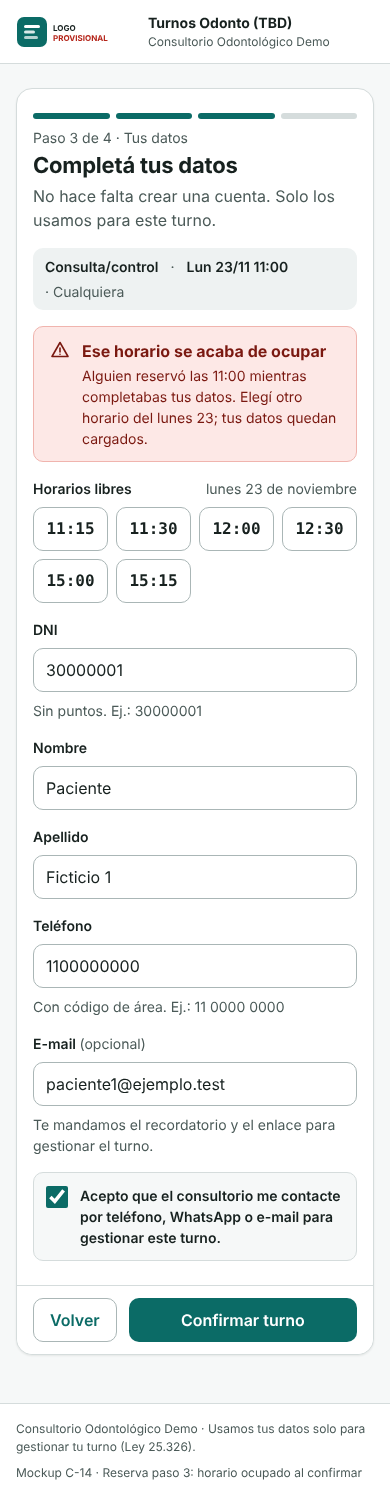 LOGO
PROVISIONAL
Turnos Odonto (TBD)
Consultorio Odontológico Demo
Paso 3 de 4 · Tus datos
Completá tus datos
No hace falta crear una cuenta. Solo los
usamos para este turno.
Consulta/control · Lun 23/11 11:00
· Cualquiera
Ese horario se acaba de ocupar
Alguien reservó las 11:00 mientras
completabas tus datos. Elegí otro
horario del lunes 23; tus datos quedan
cargados.
Horarios libres lunes 23 de noviembre
11:15 11:30 12:00 12:30
15:00 15:15
DNI
30000001
Sin puntos. Ej.: 30000001
Nombre
Paciente
Apellido
Ficticio 1
Teléfono
1100000000
Con código de área. Ej.: 11 0000 0000
E-mail (opcional)
paciente1@ejemplo.test
Te mandamos el recordatorio y el enlace para
gestionar el turno.
Acepto que el consultorio me contacte
por teléfono, WhatsApp o e-mail para
gestionar este turno.
Volver Confirmar turno
Consultorio Odontológico Demo · Usamos tus datos solo para
gestionar tu turno (Ley 25.326).
Mockup C-14 · Reserva paso 3: horario ocupado al confirmar